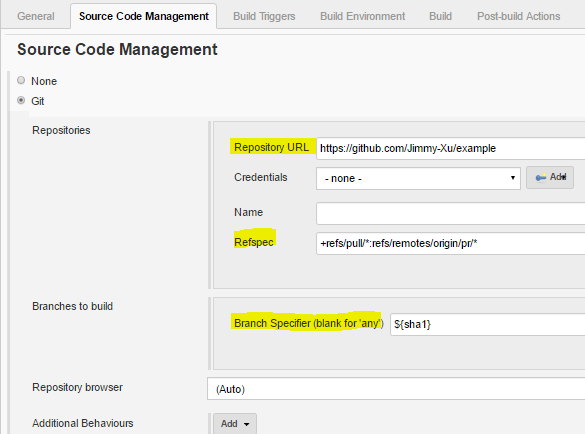 General Source Code Management Build Triggers Build Environment Build Post-build Actions
Source Code Management
None
Git
Repositories
Repository URL https://github.com/Jimmy-Xu/example
Credentials - none - Add
Name
Refspec +refs/pull/*:refs/remotes/origin/pr/*
Branches to build
Branch Specifier (blank for 'any') ${sha1}
Repository browser (Auto)
Additional Behaviours Add